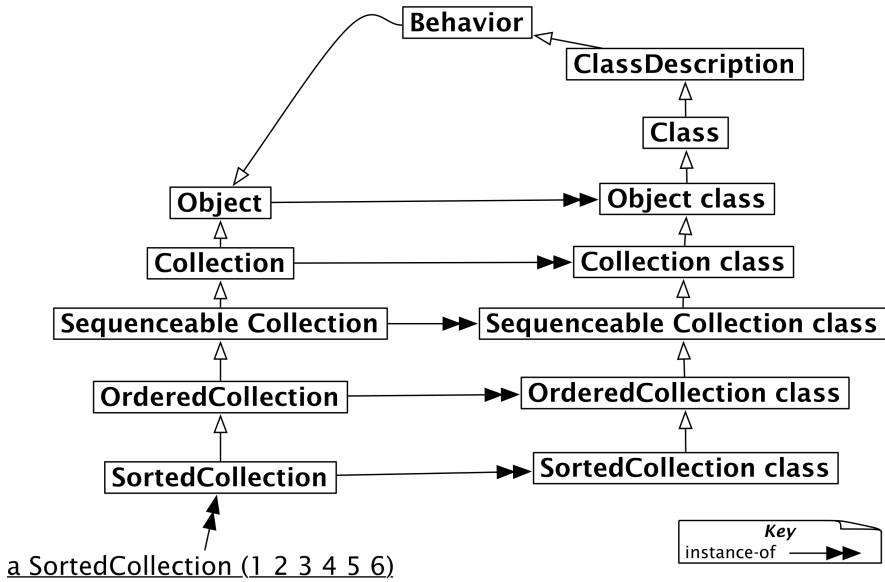 Behavior
ClassDescription
Class
Object
Object class
Collection
Collection class
Sequenceable Collection
Sequenceable Collection class
OrderedCollection
OrderedCollection class
SortedCollection
SortedCollection class
Key
instance-of
a SortedCollection (1 2 3 4 5 6)